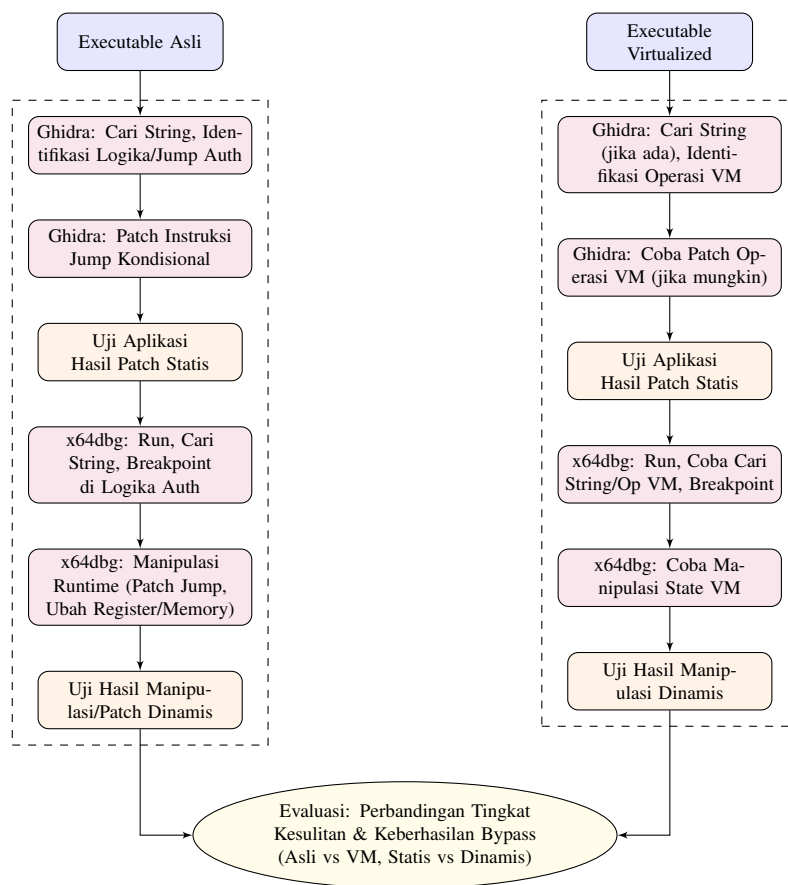 Executable Asli
Ghidra: Cari String, Iden-
tifikasi Logika/Jump Auth
Ghidra: Patch Instruksi
Jump Kondisional
Uji Aplikasi
Hasil Patch Statis
x64dbg: Run, Cari
String, Breakpoint
di Logika Auth
x64dbg: Manipulasi
Runtime (Patch Jump,
Ubah Register/Memory)
Uji Hasil Manipu-
lasi/Patch Dinamis
Executable
Virtualized
Ghidra: Cari String
(jika ada), Identi-
fikasi Operasi VM
Ghidra: Coba Patch Op-
erasi VM (jika mungkin)
Uji Aplikasi
Hasil Patch Statis
x64dbg: Run, Coba Cari
String/Op VM, Breakpoint
x64dbg: Coba Ma-
nipulasi State VM
Uji Hasil Manip-
ulasi Dinamis
Evaluasi: Perbandingan Tingkat
Kesulitan & Keberhasilan Bypass
(Asli vs VM, Statis vs Dinamis)